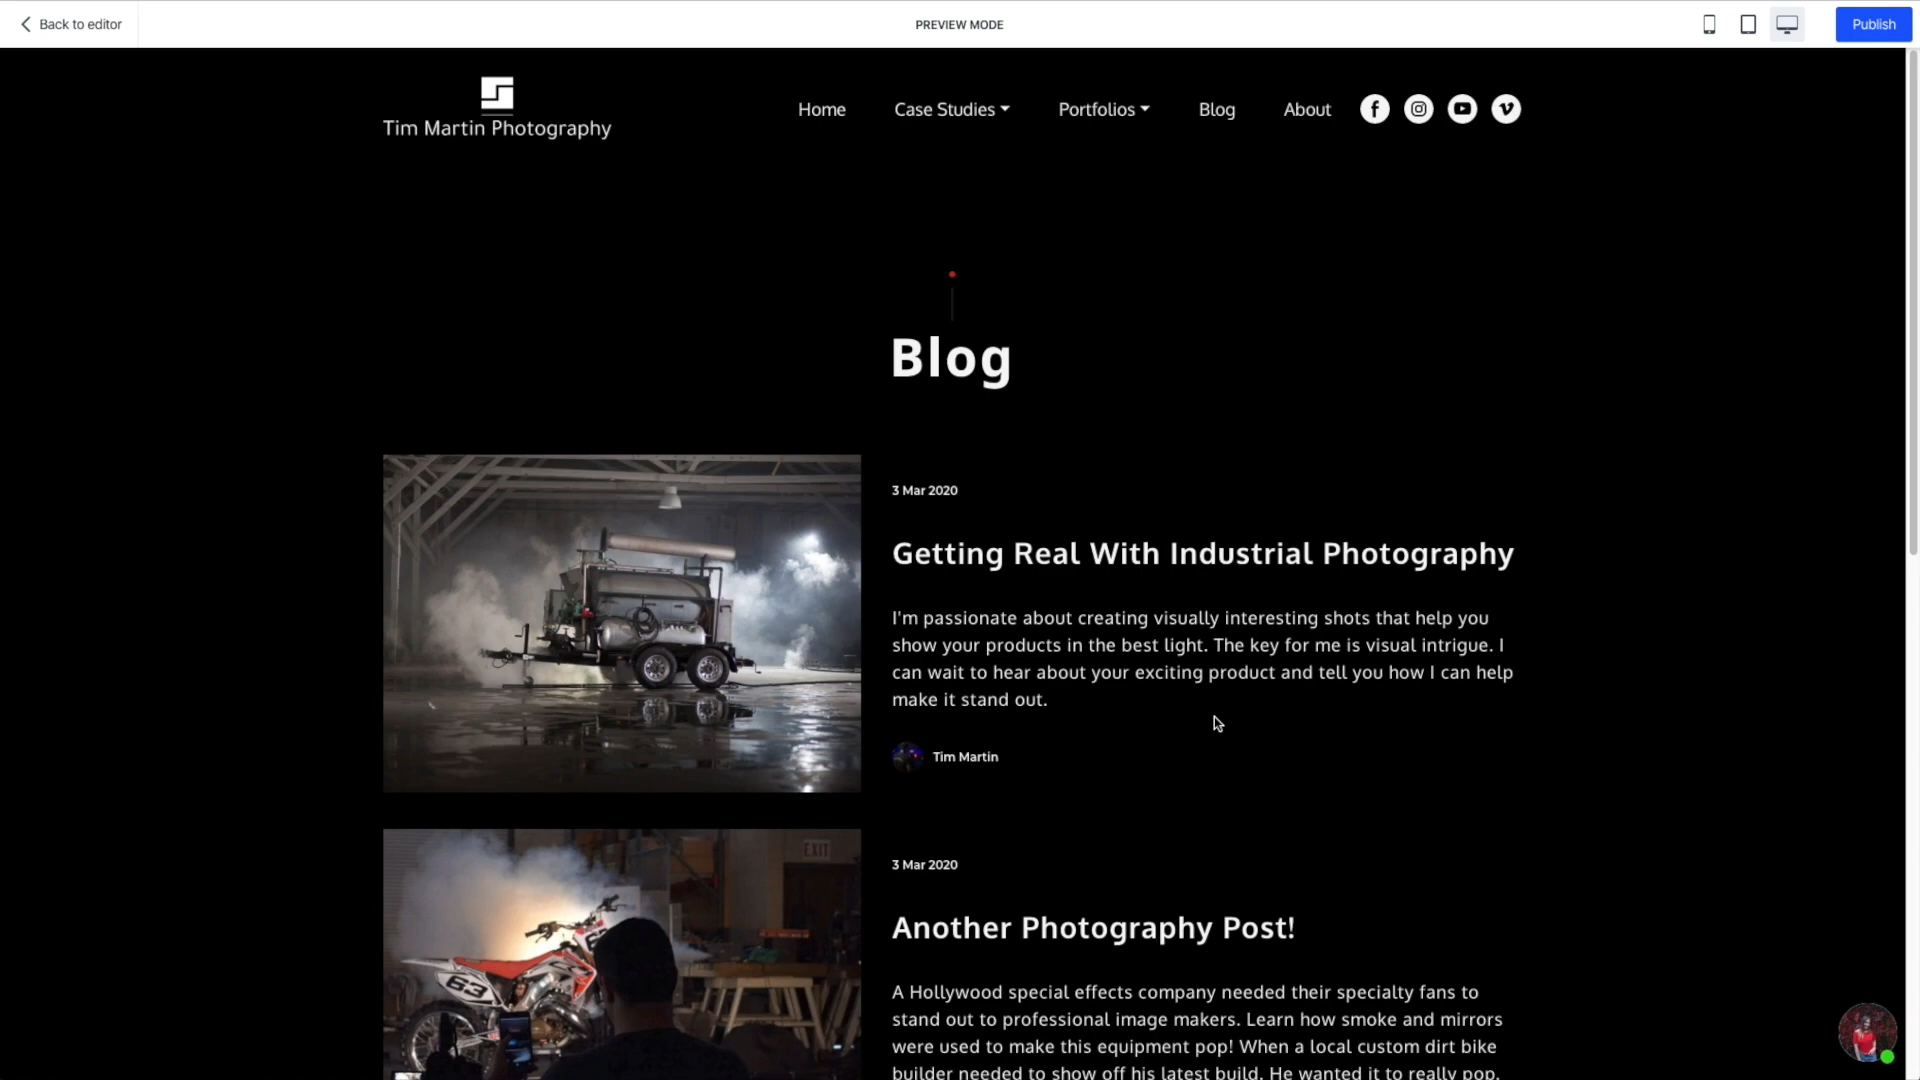 Back to editor
PREVIEW MODE
Publish
Tim Martin Photography
Home
Case Studies
Portfolios
Blog
About
Blog
3 Mar 2020
Getting Real With Industrial Photography
I'm passionate about creating visually interesting shots that help you
show your products in the best light. The key for me is visual intrigue. I
can wait to hear about your exciting product and tell you how I can help
make it stand out.
Tim Martin
EXIT
63
3 Mar 2020
Another Photography Post!
A Hollywood special effects company needed their specialty fans to
stand out to professional image makers. Learn how smoke and mirrors
were used to make this equipment pop! When a local custom dirt bike
builder needed to show off his latest build. He wanted it to really pop.